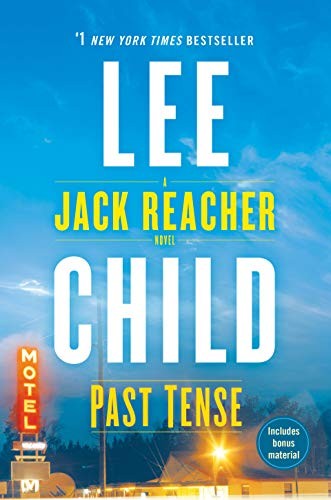 #1 NEW YORK TIMES BESTSELLER
LEE
A
JACK REACHER
NOVEL
CHILD
PAST TENSE
MOTEL
Includes
bonus
material